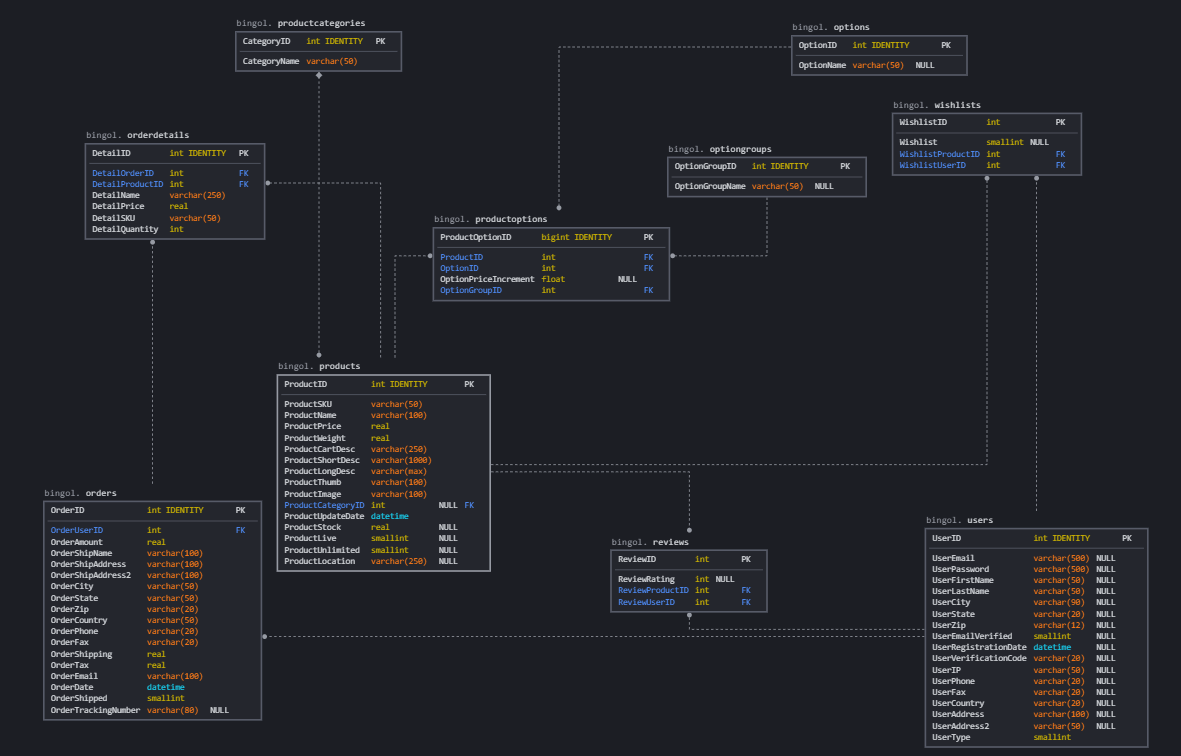 bingol. productcategories
CategoryID int IDENTITY PK
CategoryName varchar(50)
bingol. options
OptionID int IDENTITY PK
OptionName varchar(50) NULL
bingol. wishlists
WishlistID int PK
Wishlist smallint NULL
WishlistProductID int FK
WishlistUserID int FK
bingol. orderdetails
DetailID int IDENTITY PK
DetailOrderID int FK
DetailProductID int FK
DetailName varchar(250)
DetailPrice real
DetailSKU varchar(50)
DetailQuantity int
bingol. optiongroups
OptionGroupID int IDENTITY PK
OptionGroupName varchar(50) NULL
bingol. productoptions
ProductOptionID bigint IDENTITY PK
ProductID int FK
OptionID int FK
OptionPriceIncrement float NULL
OptionGroupID int FK
bingol. products
ProductID int IDENTITY PK
ProductSKU varchar(50)
ProductName varchar(100)
ProductPrice real
ProductWeight real
ProductCartDesc varchar(250)
ProductShortDesc varchar(1000)
ProductLongDesc varchar(max)
ProductThumb varchar(100)
ProductImage varchar(100)
ProductCategoryID int NULL FK
ProductUpdateDate datetime
ProductStock real NULL
ProductLive smallint NULL
ProductUnlimited smallint NULL
ProductLocation varchar(250) NULL
bingol. orders
OrderID int IDENTITY PK
OrderUserID int FK
OrderAmount real
OrderShipName varchar(100)
OrderShipAddress varchar(100)
OrderShipAddress2 varchar(100)
OrderCity varchar(50)
OrderState varchar(50)
OrderZip varchar(20)
OrderCountry varchar(50)
OrderPhone varchar(20)
OrderFax varchar(20)
OrderShipping real
OrderTax real
OrderEmail varchar(100)
OrderDate datetime
OrderShipped smallint
OrderTrackingNumber varchar(80) NULL
bingol. reviews
ReviewID int PK
ReviewRating int NULL
ReviewProductID int FK
ReviewUserID int FK
bingol. users
UserID int IDENTITY PK
UserEmail varchar(500) NULL
UserPassword varchar(500) NULL
UserFirstName varchar(50) NULL
UserLastName varchar(50) NULL
UserCity varchar(90) NULL
UserState varchar(20) NULL
UserZip varchar(12) NULL
UserEmailVerified smallint NULL
UserRegistrationDate datetime NULL
UserVerificationCode varchar(20) NULL
UserIP varchar(50) NULL
UserPhone varchar(20) NULL
UserFax varchar(20) NULL
UserCountry varchar(20) NULL
UserAddress varchar(100) NULL
UserAddress2 varchar(50) NULL
UserType smallint